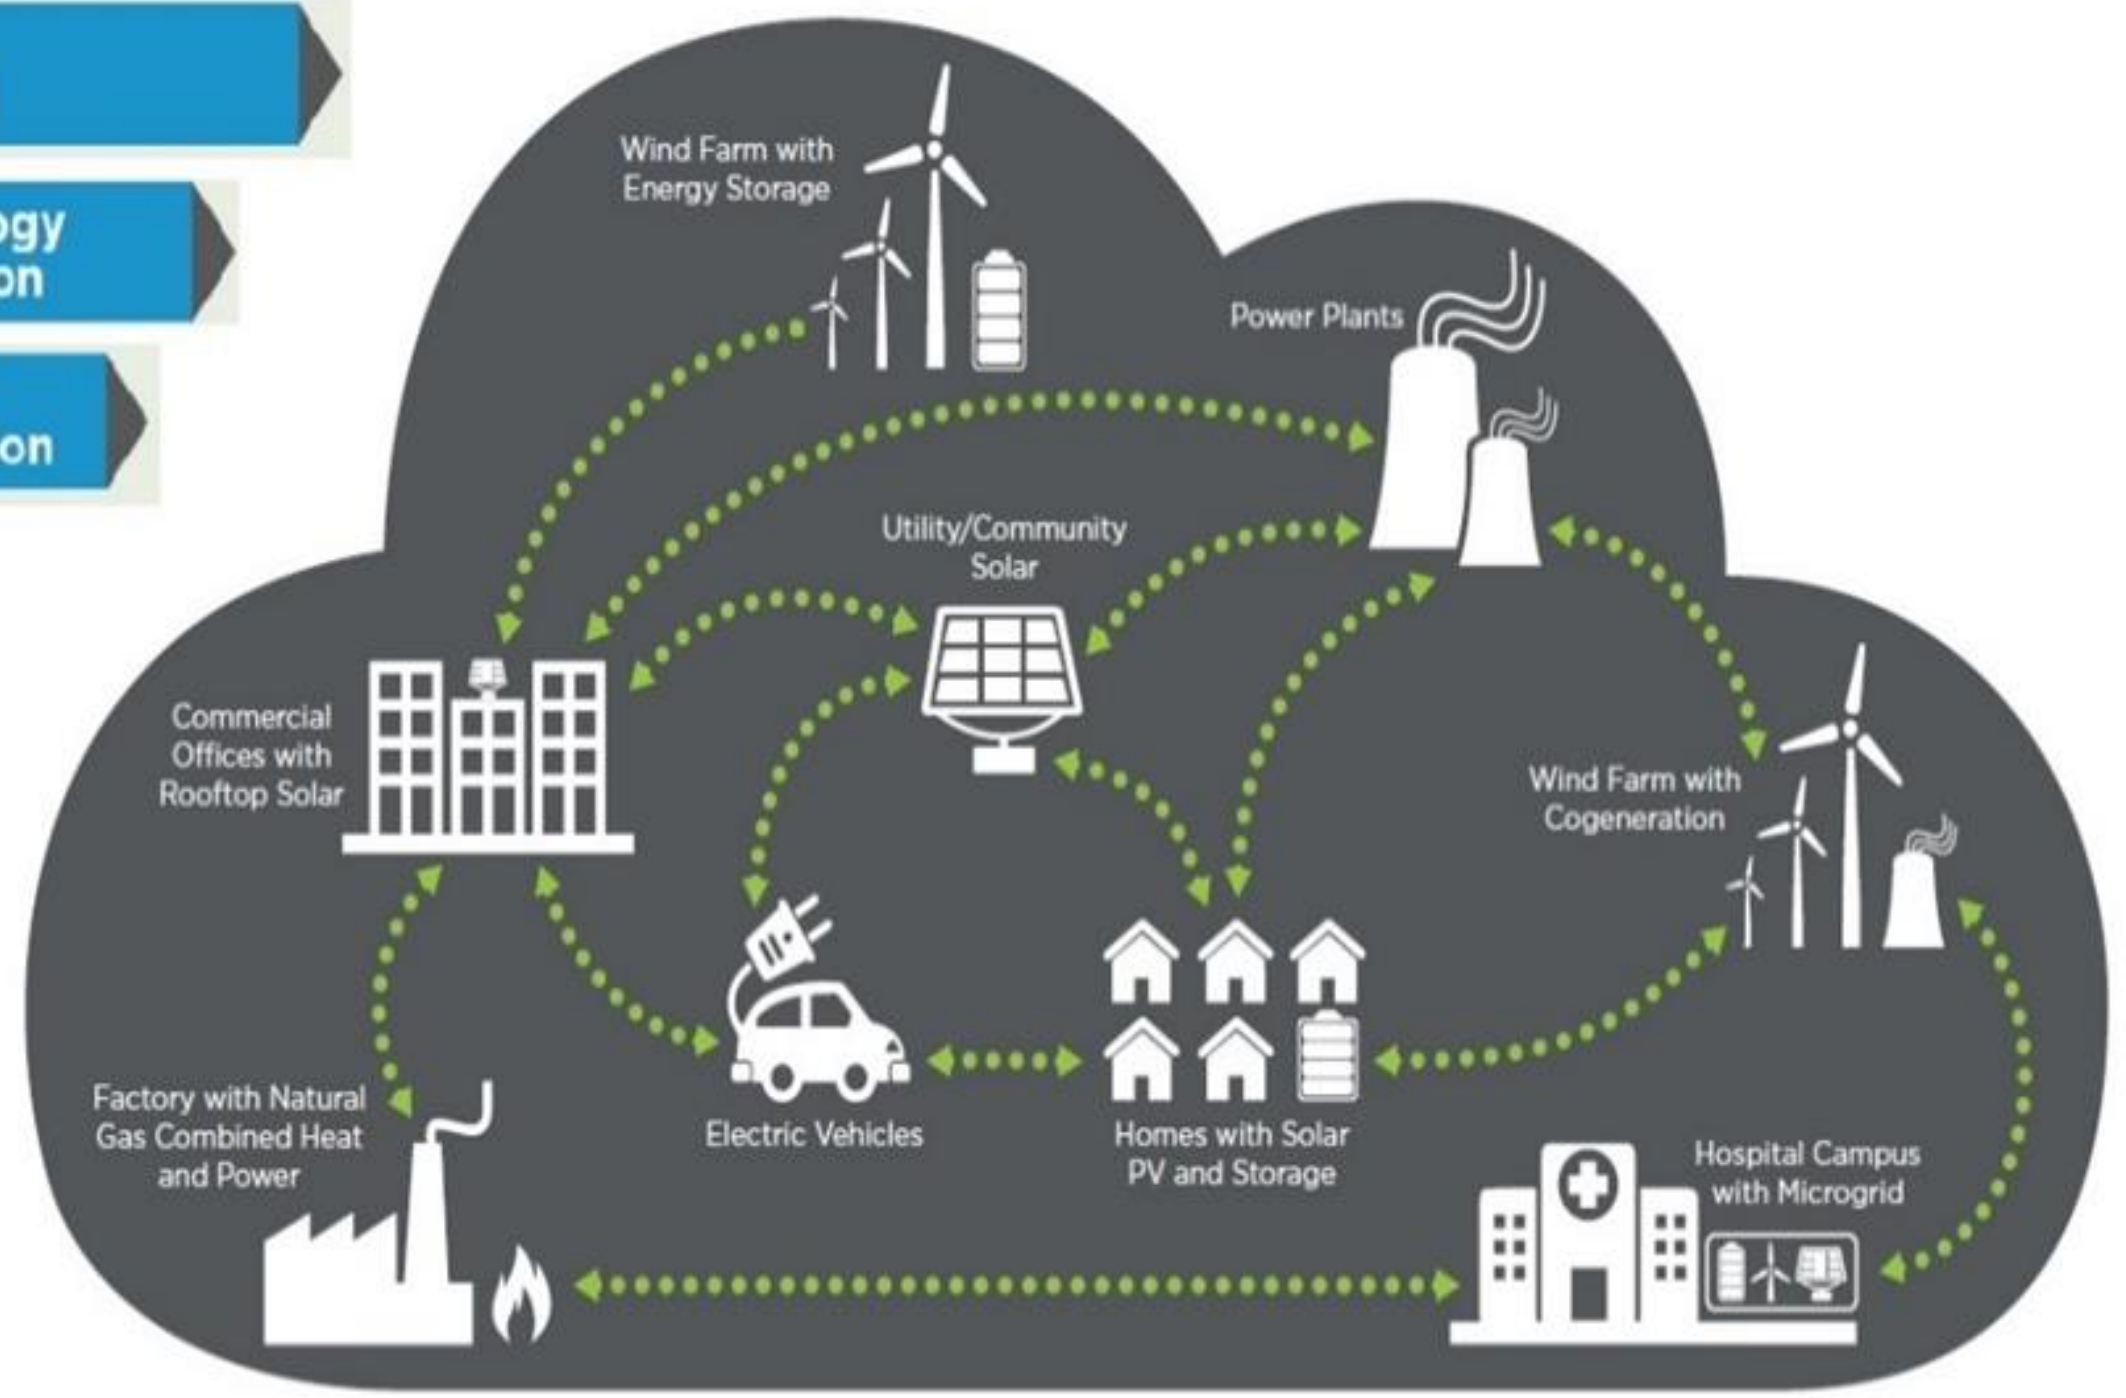 on
Wind Farm with
Energy Storage
Power Plants
Utility/Community
Solar
Commercial
Offices with
Rooftop Solar
Wind Farm with
Cogeneration
Factory with Natural
Gas Combined Heat
and Power
Electric Vehicles
Homes with Solar
PV and Storage
Hospital Campus
with Microgrid